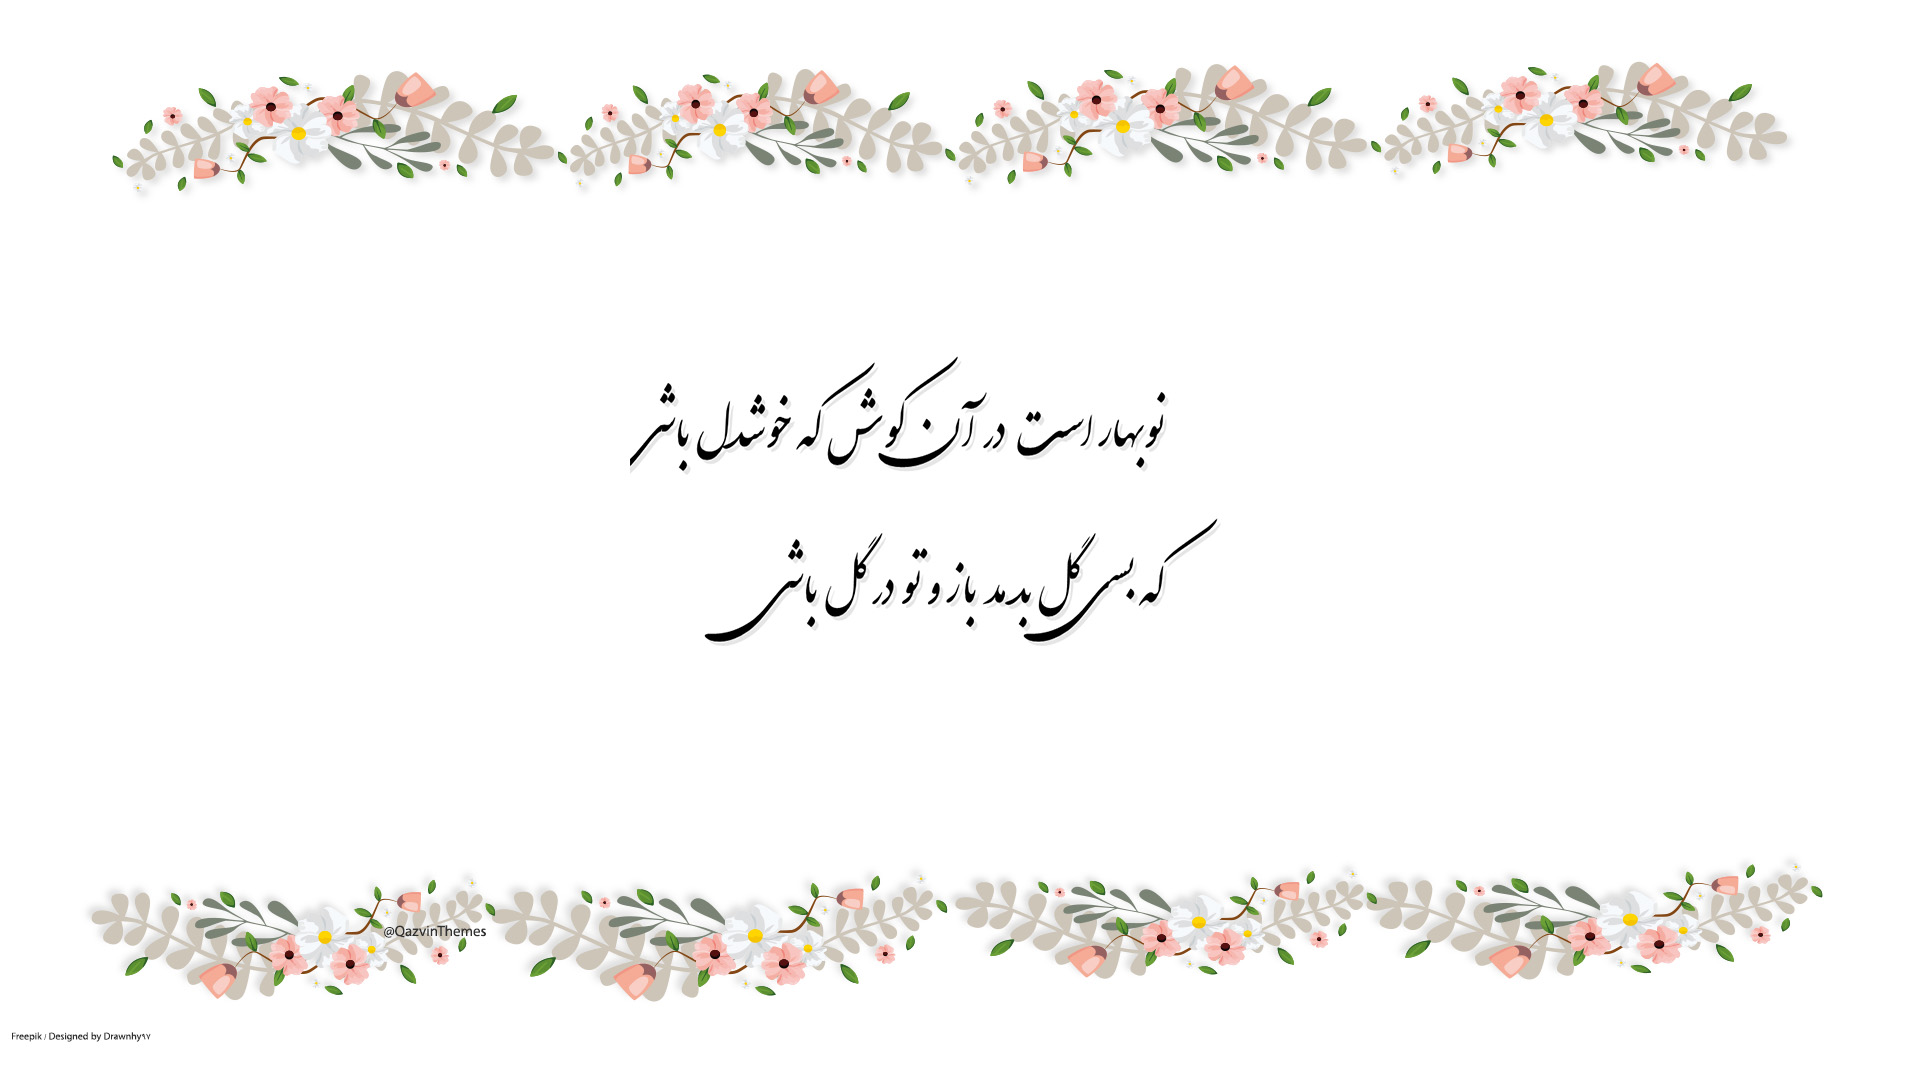 نوبهار است در آن کوش که خوشدل باشی
که بسی گل بدمد باز و تو در گل باشی
@QazvinThemes
Freepik / Designed by Drawnhy۹۷